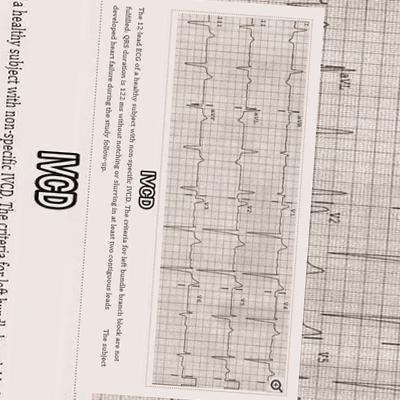 I
II
III
aVR
aVL
aVF
V1
V2
V3
V4
V5
V6
IVCD
The 12-lead ECG of a healthy subject with non-specific IVCD. The criteria for left bundle branch block are not
fulfilled: QRS duration is 122 ms without notching or slurring in at least two contiguous leads The subject
developed heart failure during the study follow-up.
aVL
V2
V5
IVCD
a healthy subject with non-specific IVCD. The criteria for left bund